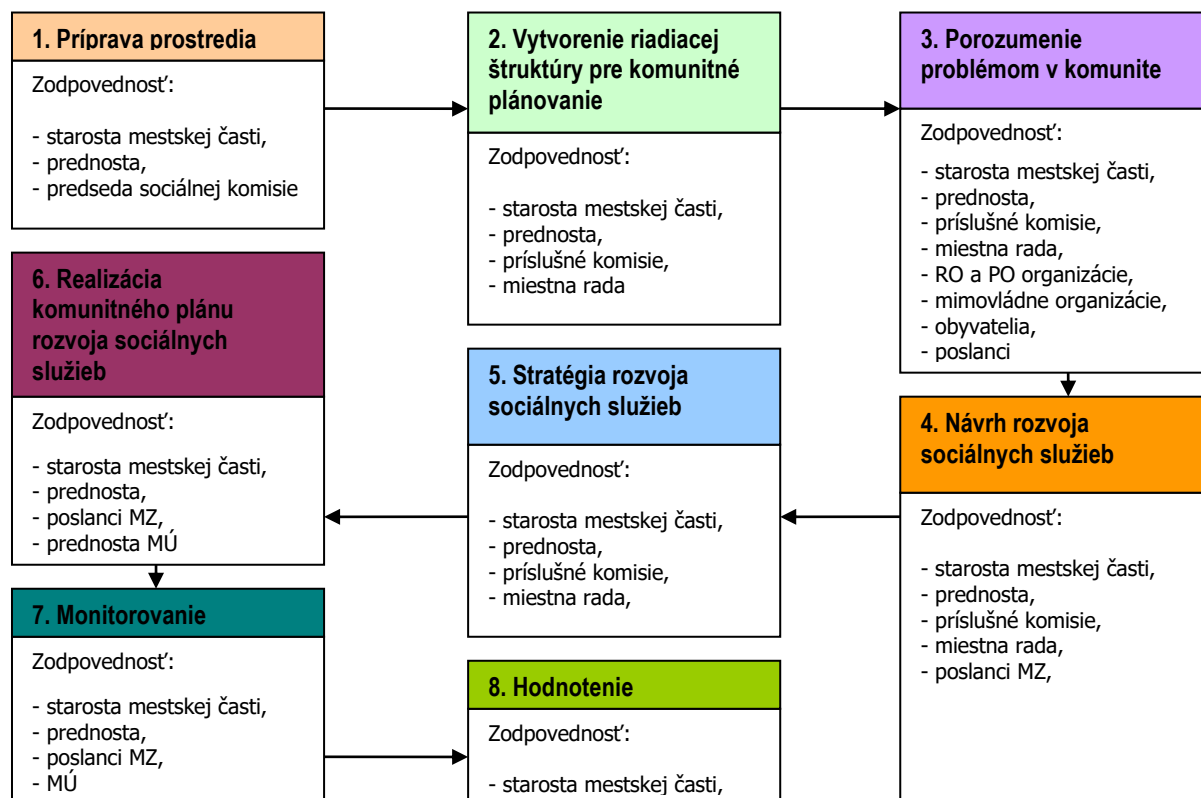 1. Príprava prostredia
Zodpovednosť:
- starosta mestskej časti,
- prednosta,
- predseda sociálnej komisie
2. Vytvorenie riadiacej
štruktúry pre komunitné
plánovanie
Zodpovednosť:
- starosta mestskej časti,
- prednosta,
- príslušné komisie,
- miestna rada
3. Porozumenie
problémom v komunite
Zodpovednosť:
- starosta mestskej časti,
- prednosta,
- príslušné komisie,
- miestna rada,
- RO a PO organizácie,
- mimovládne organizácie,
- obyvatelia,
- poslanci
4. Návrh rozvoja
sociálnych služieb
Zodpovednosť:
- starosta mestskej časti,
- prednosta,
- príslušné komisie,
- miestna rada,
- poslanci MZ,
5. Stratégia rozvoja
sociálnych služieb
Zodpovednosť:
- starosta mestskej časti,
- prednosta,
- príslušné komisie,
- miestna rada,
6. Realizácia
komunitného plánu
rozvoja sociálnych
služieb
Zodpovednosť:
- starosta mestskej časti,
- prednosta,
- poslanci MZ,
- prednosta MÚ
7. Monitorovanie
Zodpovednosť:
- starosta mestskej časti,
- prednosta,
- poslanci MZ,
- MÚ
8. Hodnotenie
Zodpovednosť:
- starosta mestskej časti,